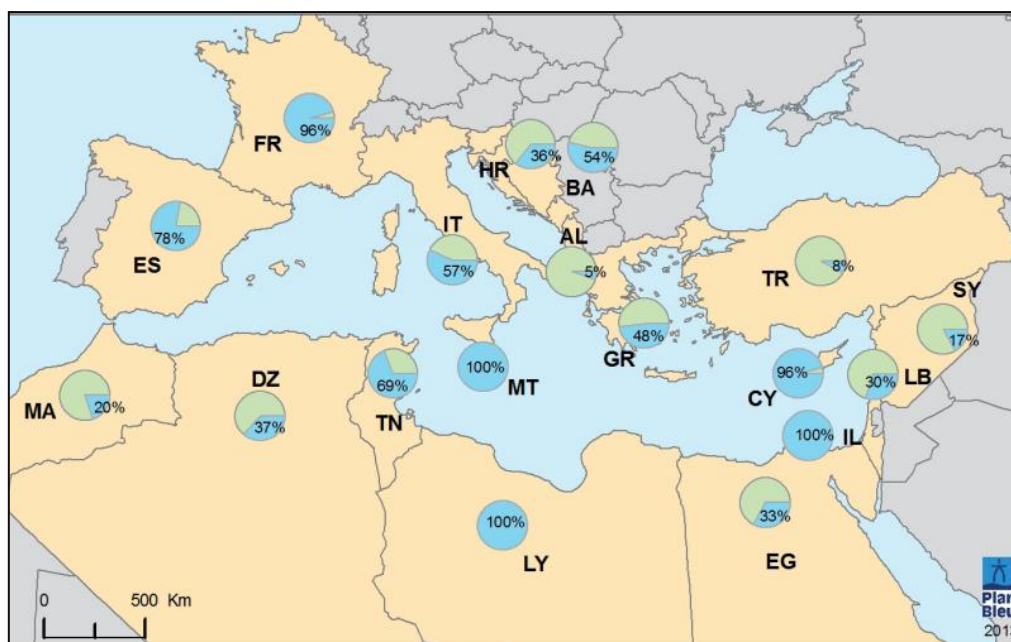 FR
96%
HR
36%
54%
BA
IT
57%
AL
5%
78%
ES
TR
8%
SY
17%
48%
GR
MA
20%
DZ
37%
69%
TN
100%
MT
96%
CY
30%
LB
100%
IL
100%
LY
33%
EG
0 500 Km
Plan
Bleu